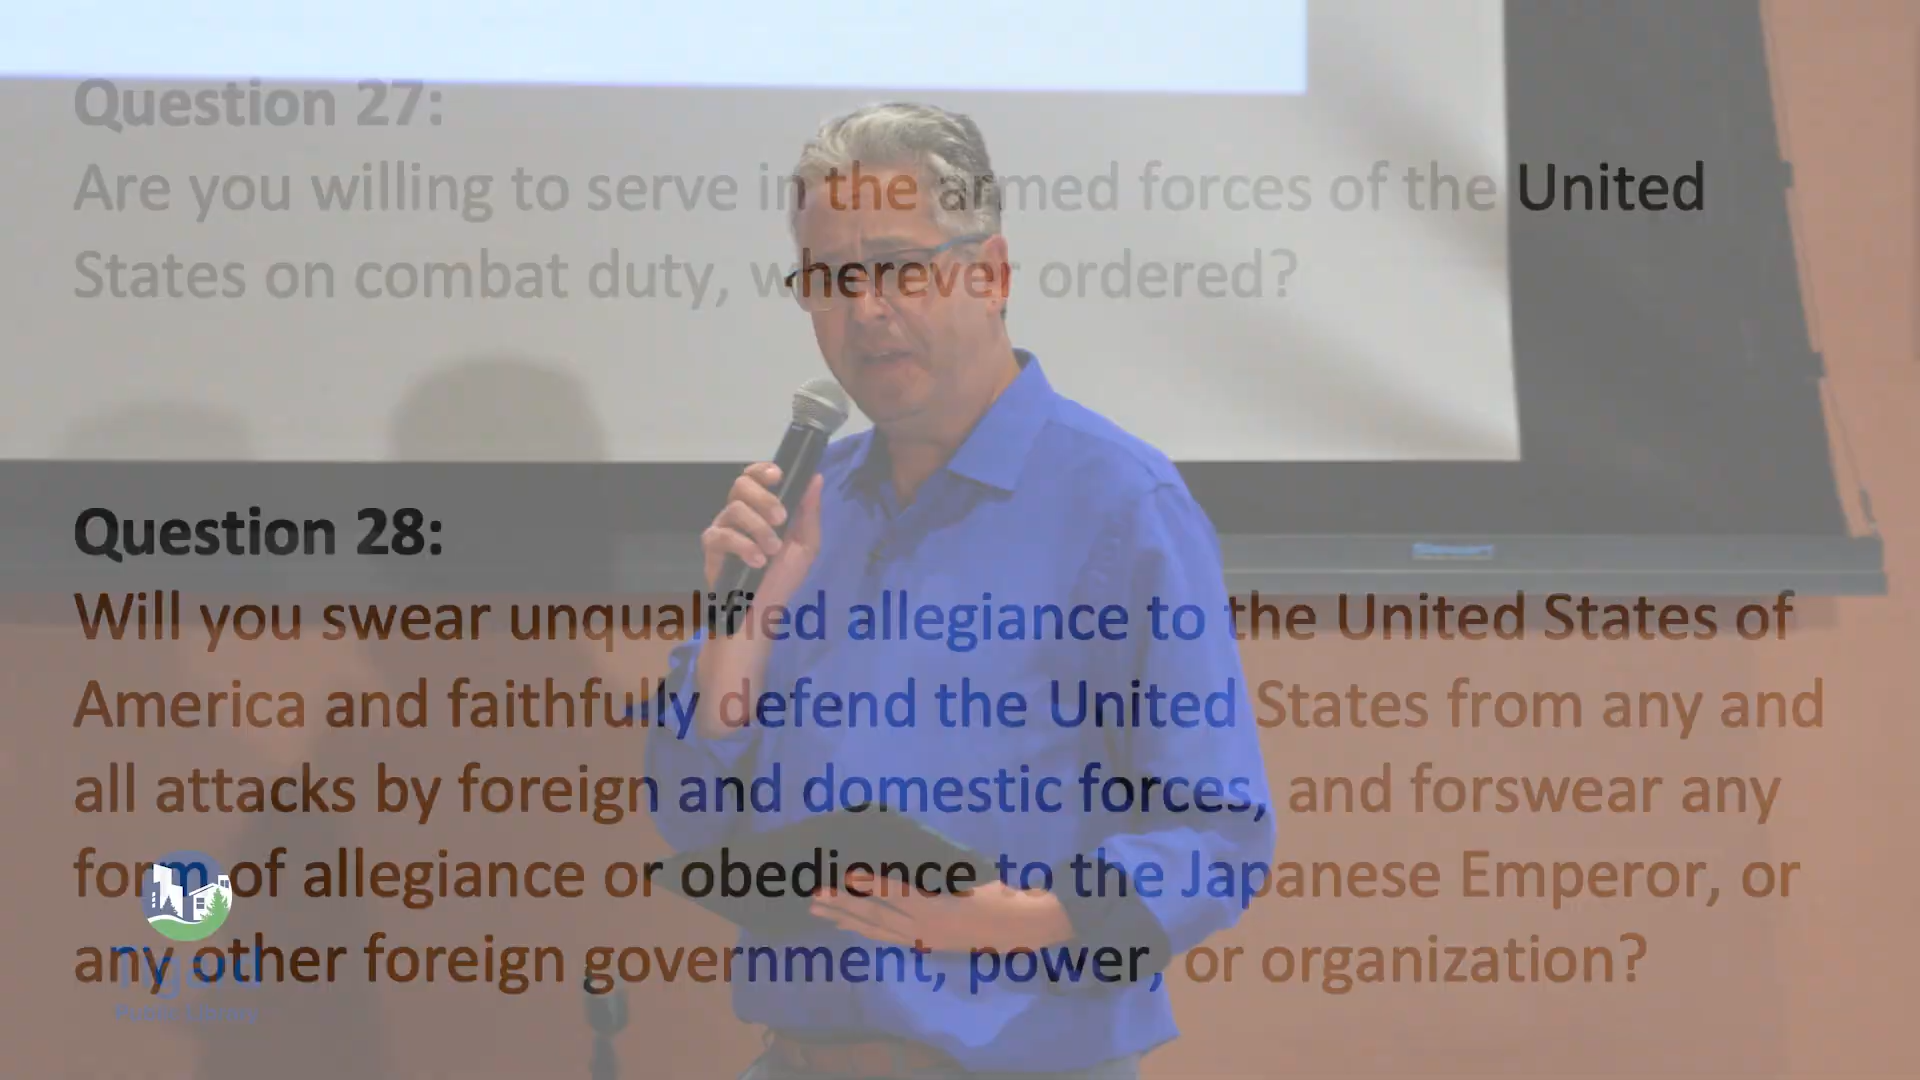 Question 27:
Are you willing to serve in the armed forces of the United
States on combat duty, wherever ordered?
Question 28:
Will you swear unqualified allegiance to the United States of
America and faithfully defend the United States from any and
all attacks by foreign and domestic forces, and forswear any
form of allegiance or obedience to the Japanese Emperor, or
any other foreign government, power, or organization?
Tigard
Public Library